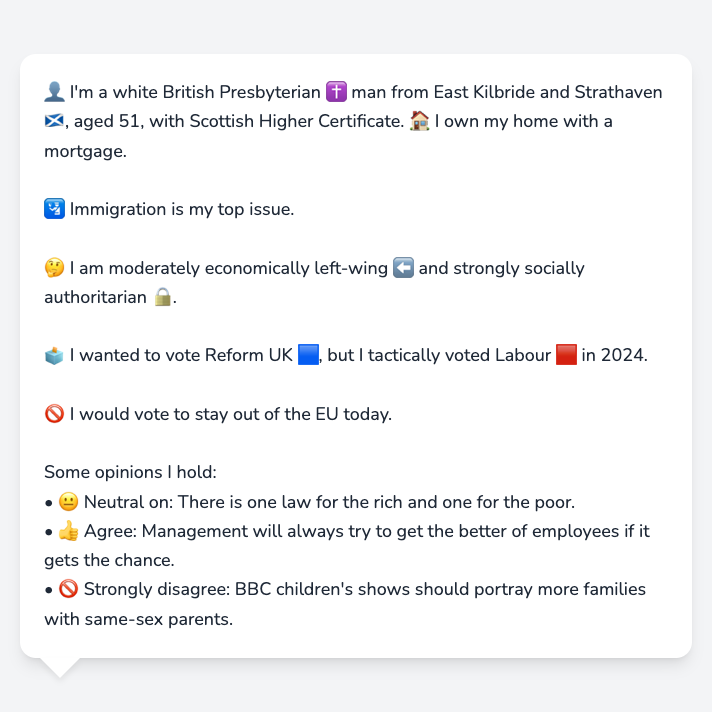 👤 I'm a white British Presbyterian ✝️ man from East Kilbride and Strathaven
🏴󠁧󠁢󠁳󠁣󠁴󠁿, aged 51, with Scottish Higher Certificate. 🏠 I own my home with a
mortgage.
🛂 Immigration is my top issue.
🤔 I am moderately economically left-wing ⬅️ and strongly socially
authoritarian 🔒.
🗳️ I wanted to vote Reform UK 🟦, but I tactically voted Labour 🟥 in 2024.
🚫 I would vote to stay out of the EU today.
Some opinions I hold:
• 😐 Neutral on: There is one law for the rich and one for the poor.
• 👍 Agree: Management will always try to get the better of employees if it
gets the chance.
• 🚫 Strongly disagree: BBC children's shows should portray more families
with same-sex parents.